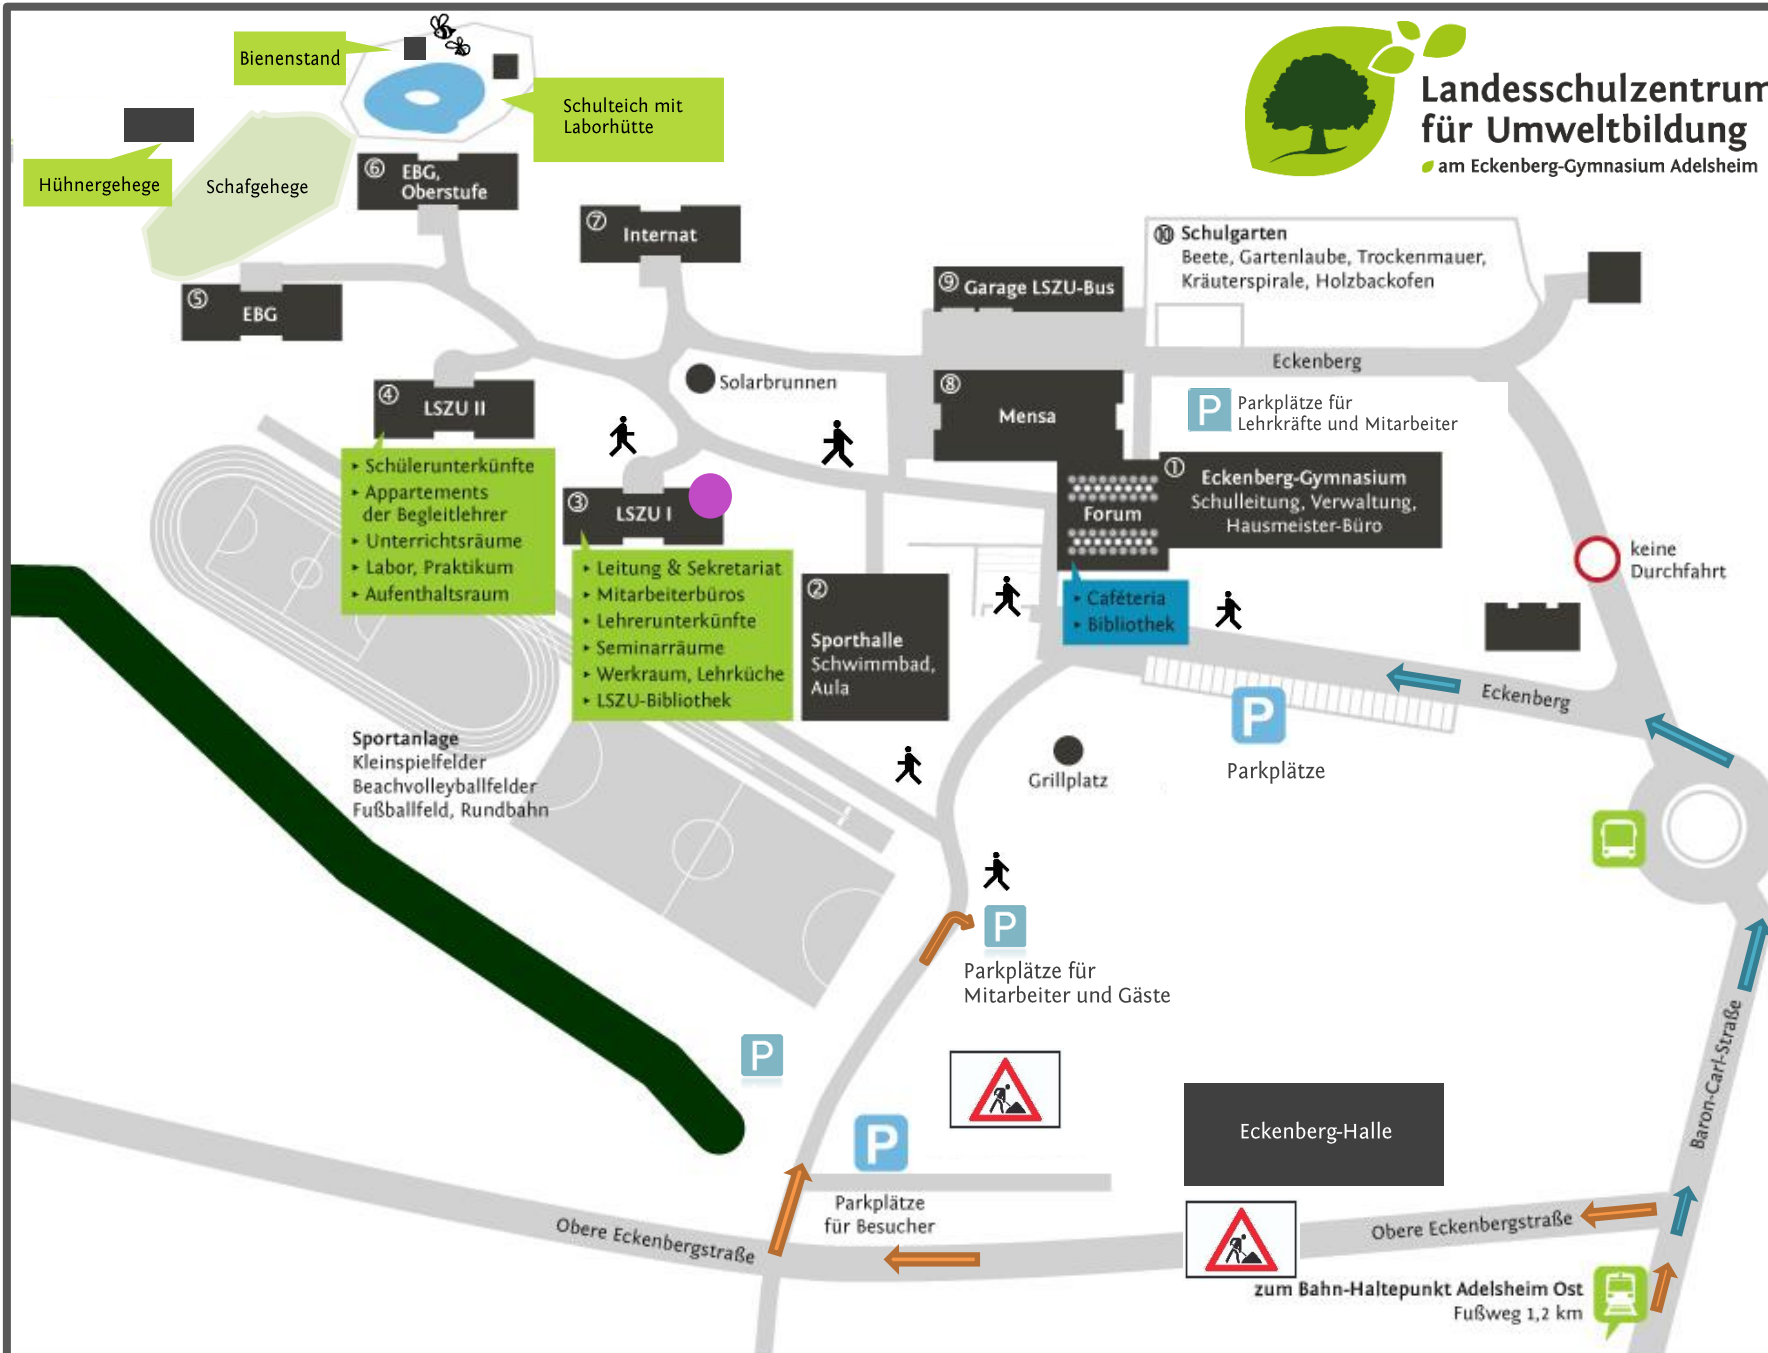 Bienenstand
Schulteich mit
Laborhütte
Hühnergehege
Schafgehege
Landesschulzentrum
für Umweltbildung
am Eckenberg-Gymnasium Adelsheim
⑥ EBG,
Oberstufe
⑦ Internat
⑤ EBG
⑨ Garage LSZU-Bus
⑩ Schulgarten
Beete, Gartenlaube, Trockenmauer,
Kräuterspirale, Holzbackofen
Eckenberg
Solarbrunnen
④ LSZU II
‣ Schülerunterkünfte
‣ Appartements
der Begleitlehrer
‣ Unterrichtsräume
‣ Labor, Praktikum
‣ Aufenthaltsraum
⑧ Mensa
P Parkplätze für
Lehrkräfte und Mitarbeiter
① Eckenberg-Gymnasium
Schulleitung, Verwaltung,
Hausmeister-Büro
Forum
‣ Caféteria
‣ Bibliothek
③ LSZU I
‣ Leitung & Sekretariat
‣ Mitarbeiterbüros
‣ Lehrerunterkünfte
‣ Seminarräume
‣ Werkraum, Lehrküche
‣ LSZU-Bibliothek
② Sporthalle
Schwimmbad,
Aula
keine
Durchfahrt
Eckenberg
P
Parkplätze
Grillplatz
Sportanlage
Kleinspielfelder
Beachvolleyballfelder
Fußballfeld, Rundbahn
P
Parkplätze für
Mitarbeiter und Gäste
P
P
Parkplätze
für Besucher
Eckenberg-Halle
Baron-Carl-Straße
Obere Eckenbergstraße
Obere Eckenbergstraße
zum Bahn-Haltepunkt Adelsheim Ost
Fußweg 1,2 km